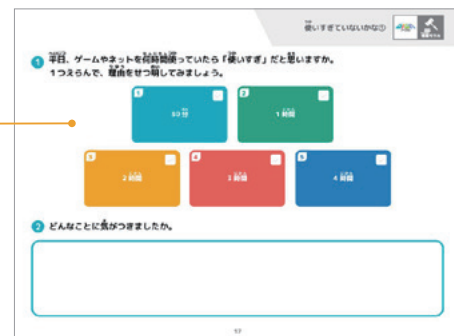 使いすぎていないかな①
1 平日、ゲームやネットを何時間使っていたら「使いすぎ」だと思いますか。
1つえらんで、理由をせつ明してみましょう。
1 30分
2 1時間
3 2時間
4 3時間
5 4時間
2 どんなことに気がつきましたか。